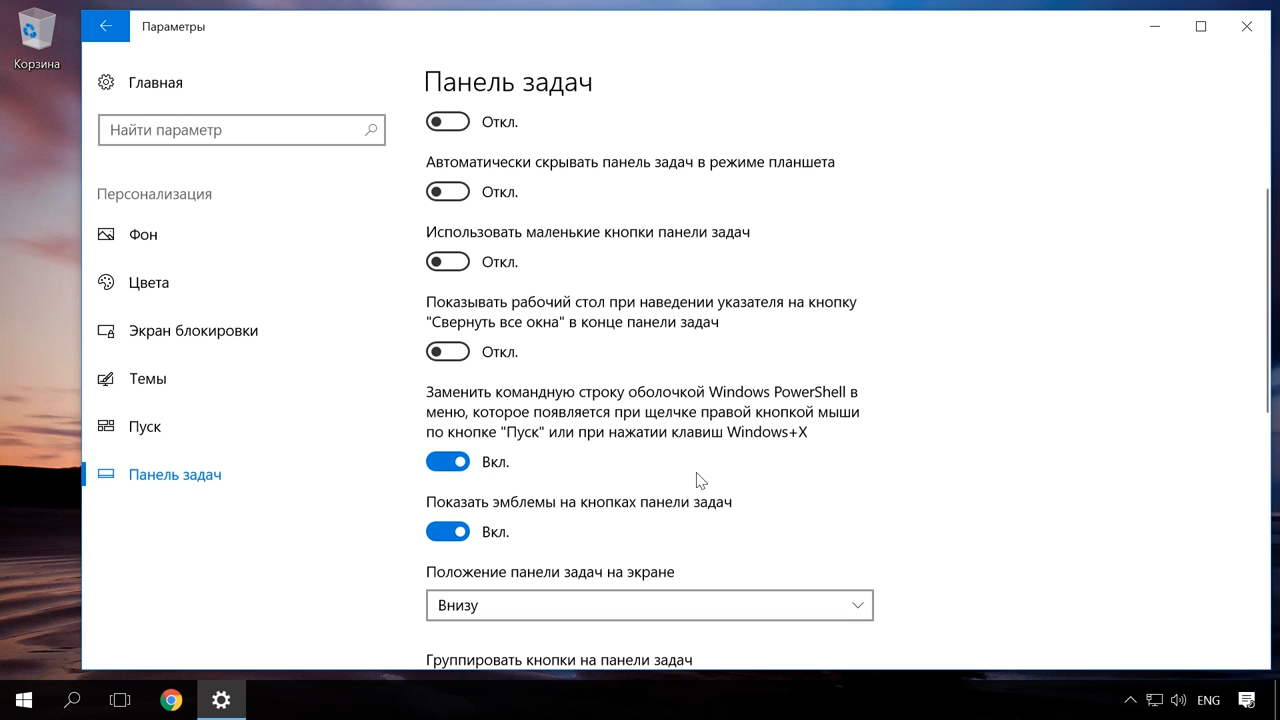 Корзина
Параметры
Главная
Найти параметр
Персонализация
Фон
Цвета
Экран блокировки
Темы
Пуск
Панель задач
Панель задач
Откл.
Автоматически скрывать панель задач в режиме планшета
Откл.
Использовать маленькие кнопки панели задач
Откл.
Показывать рабочий стол при наведении указателя на кнопку
"Свернуть все окна" в конце панели задач
Откл.
Заменить командную строку оболочкой Windows PowerShell в
меню, которое появляется при щелчке правой кнопкой мыши
по кнопке "Пуск" или при нажатии клавиш Windows+X
Вкл.
Показать эмблемы на кнопках панели задач
Вкл.
Положение панели задач на экране
Внизу
Группировать кнопки на панели задач
ENG